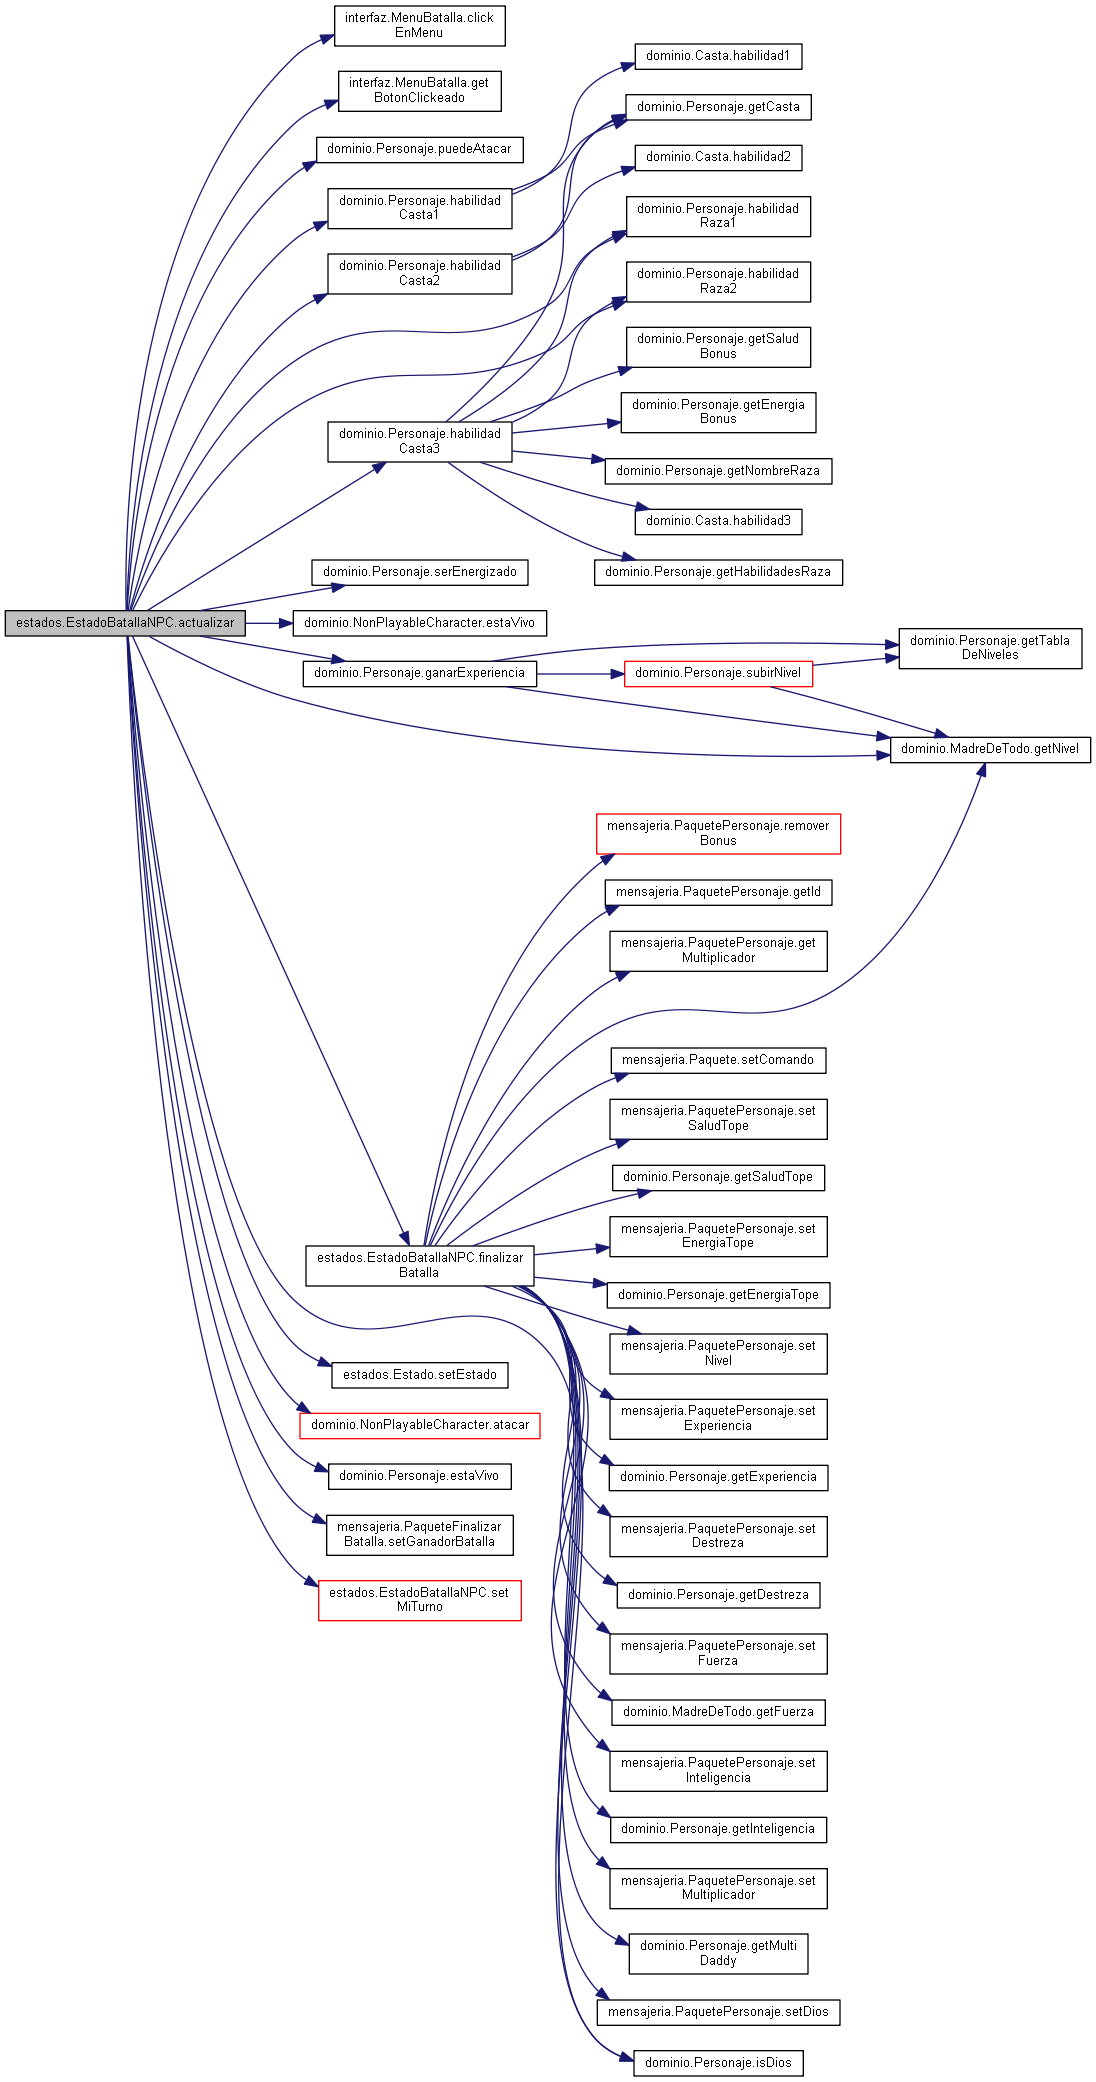 interfaz.MenuBatalla.click
EnMenu
interfaz.MenuBatalla.get
BotonClickeado
dominio.Personaje.puedeAtacar
dominio.Personaje.habilidad
Casta1
dominio.Personaje.habilidad
Casta2
dominio.Personaje.habilidad
Casta3
dominio.Casta.habilidad1
dominio.Personaje.getCasta
dominio.Casta.habilidad2
dominio.Personaje.habilidad
Raza1
dominio.Personaje.habilidad
Raza2
dominio.Personaje.getSalud
Bonus
dominio.Personaje.getEnergia
Bonus
dominio.Personaje.getNombreRaza
dominio.Casta.habilidad3
dominio.Personaje.getHabilidadesRaza
dominio.Personaje.serEnergizado
estados.EstadoBatallaNPC.actualizar
dominio.NonPlayableCharacter.estaVivo
dominio.Personaje.ganarExperiencia
dominio.Personaje.subirNivel
dominio.Personaje.getTabla
DeNiveles
dominio.MadreDeTodo.getNivel
mensajeria.PaquetePersonaje.remover
Bonus
mensajeria.PaquetePersonaje.getId
mensajeria.PaquetePersonaje.get
Multiplicador
mensajeria.Paquete.setComando
mensajeria.PaquetePersonaje.set
SaludTope
dominio.Personaje.getSaludTope
mensajeria.PaquetePersonaje.set
EnergiaTope
estados.EstadoBatallaNPC.finalizar
Batalla
dominio.Personaje.getEnergiaTope
mensajeria.PaquetePersonaje.set
Nivel
estados.Estado.setEstado
mensajeria.PaquetePersonaje.set
Experiencia
dominio.NonPlayableCharacter.atacar
dominio.Personaje.estaVivo
dominio.Personaje.getExperiencia
mensajeria.PaqueteFinalizar
Batalla.setGanadorBatalla
mensajeria.PaquetePersonaje.set
Destreza
estados.EstadoBatallaNPC.set
MiTurno
dominio.Personaje.getDestreza
mensajeria.PaquetePersonaje.set
Fuerza
dominio.MadreDeTodo.getFuerza
mensajeria.PaquetePersonaje.set
Inteligencia
dominio.Personaje.getInteligencia
mensajeria.PaquetePersonaje.set
Multiplicador
dominio.Personaje.getMulti
Daddy
mensajeria.PaquetePersonaje.setDios
dominio.Personaje.isDios